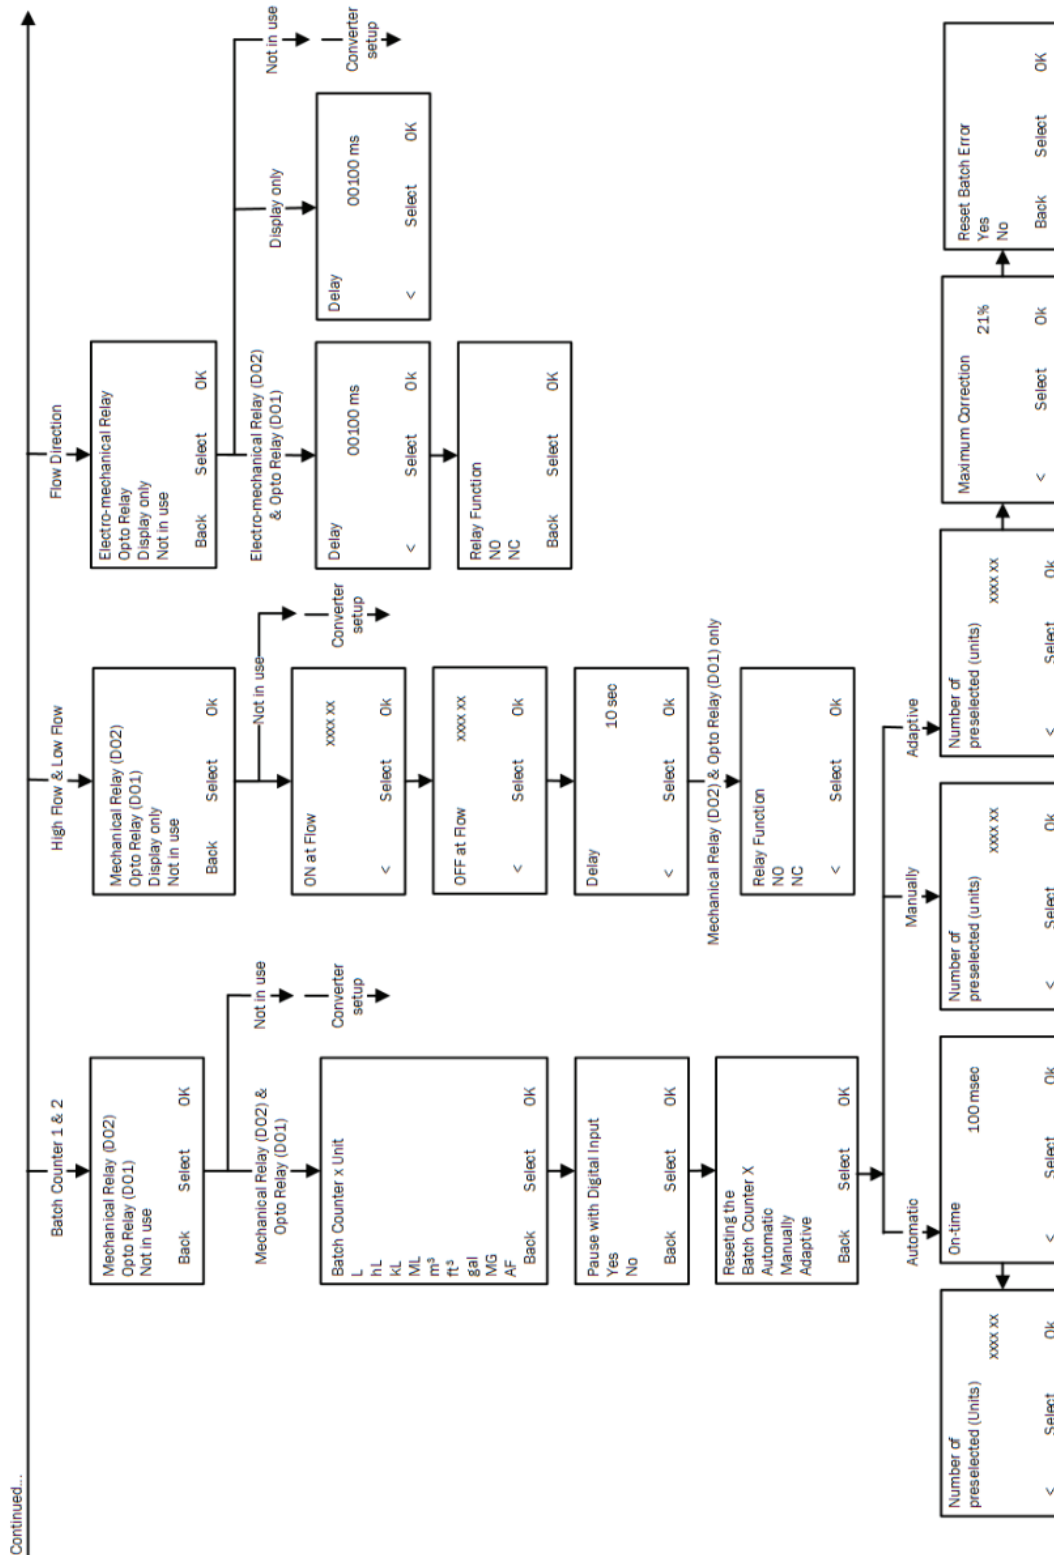 Continued...
Batch Counter 1 & 2
Mechanical Relay (DO2)
Opto Relay (DO1)
Not in use
Back Select OK
Not in use
Converter
setup
Mechanical Relay (DO2) &
Opto Relay (DO1)
Batch Counter x Unit
L
hL
kL
ML
m³
ft³
gal
MG
AF
Back Select OK
Pause with Digital Input
Yes
No
Back Select OK
Reseting the
Batch Counter X
Automatic
Manually
Adaptive
Back Select OK
Automatic
On-time
100 msec
< Select Ok
Number of
preselected (Units)
xxxx xx
< Select Ok
Manually
Number of
preselected (units)
xxxx xx
< Select Ok
Adaptive
Number of
preselected (units)
xxxx xx
< Select Ok
Maximum Correction
21%
< Select Ok
Reset Batch Error
Yes
No
Back Select OK
High Flow & Low Flow
Mechanical Relay (DO2)
Opto Relay (DO1)
Display only
Not in use
Back Select Ok
Not in use
Converter
setup
ON at Flow
xxxx xx
< Select Ok
OFF at Flow
xxxx xx
< Select Ok
Delay
10 sec
< Select Ok
Mechanical Relay (DO2) & Opto Relay (DO1) only
Relay Function
NO
NC
< Select Ok
Flow Direction
Electro-mechanical Relay
Opto Relay
Display only
Not in use
Back Select OK
Electro-mechanical Relay (DO2)
& Opto Relay (DO1)
Delay
00100 ms
< Select OK
Relay Function
NO
NC
Back Select OK
Display only
Delay
00100 ms
< Select OK
Not in use
Converter
setup